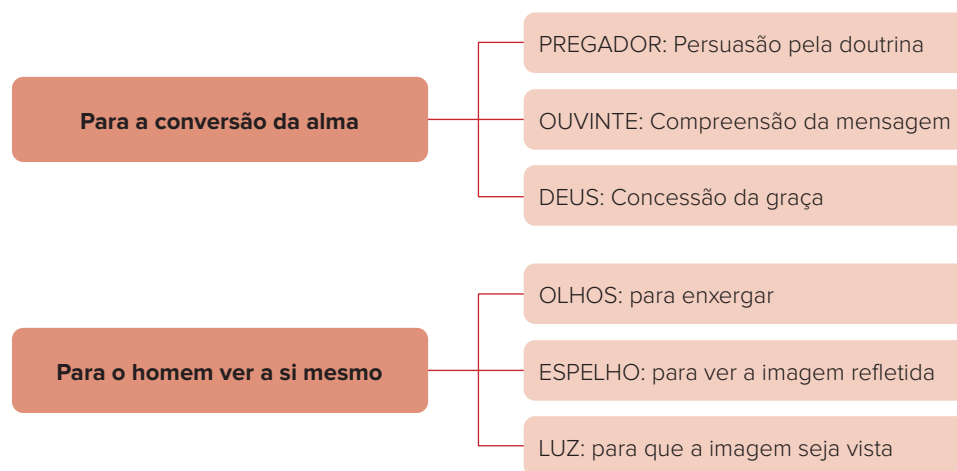 Para a conversão da alma
PREGADOR: Persuasão pela doutrina
OUVINTE: Compreensão da mensagem
DEUS: Concessão da graça
Para o homem ver a si mesmo
OLHOS: para enxergar
ESPELHO: para ver a imagem refletida
LUZ: para que a imagem seja vista